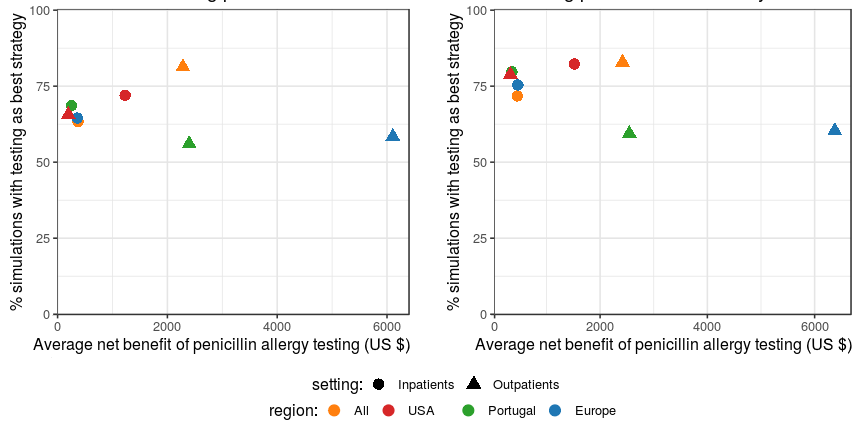 100
75
50
25
0
% simulations with testing as best strategy
0 2000 4000 6000
Average net benefit of penicillin allergy testing (US $)
100
75
50
25
0
% simulations with testing as best strategy
0 2000 4000 6000
Average net benefit of penicillin allergy testing (US $)
setting: Inpatients Outpatients
region: All USA Portugal Europe